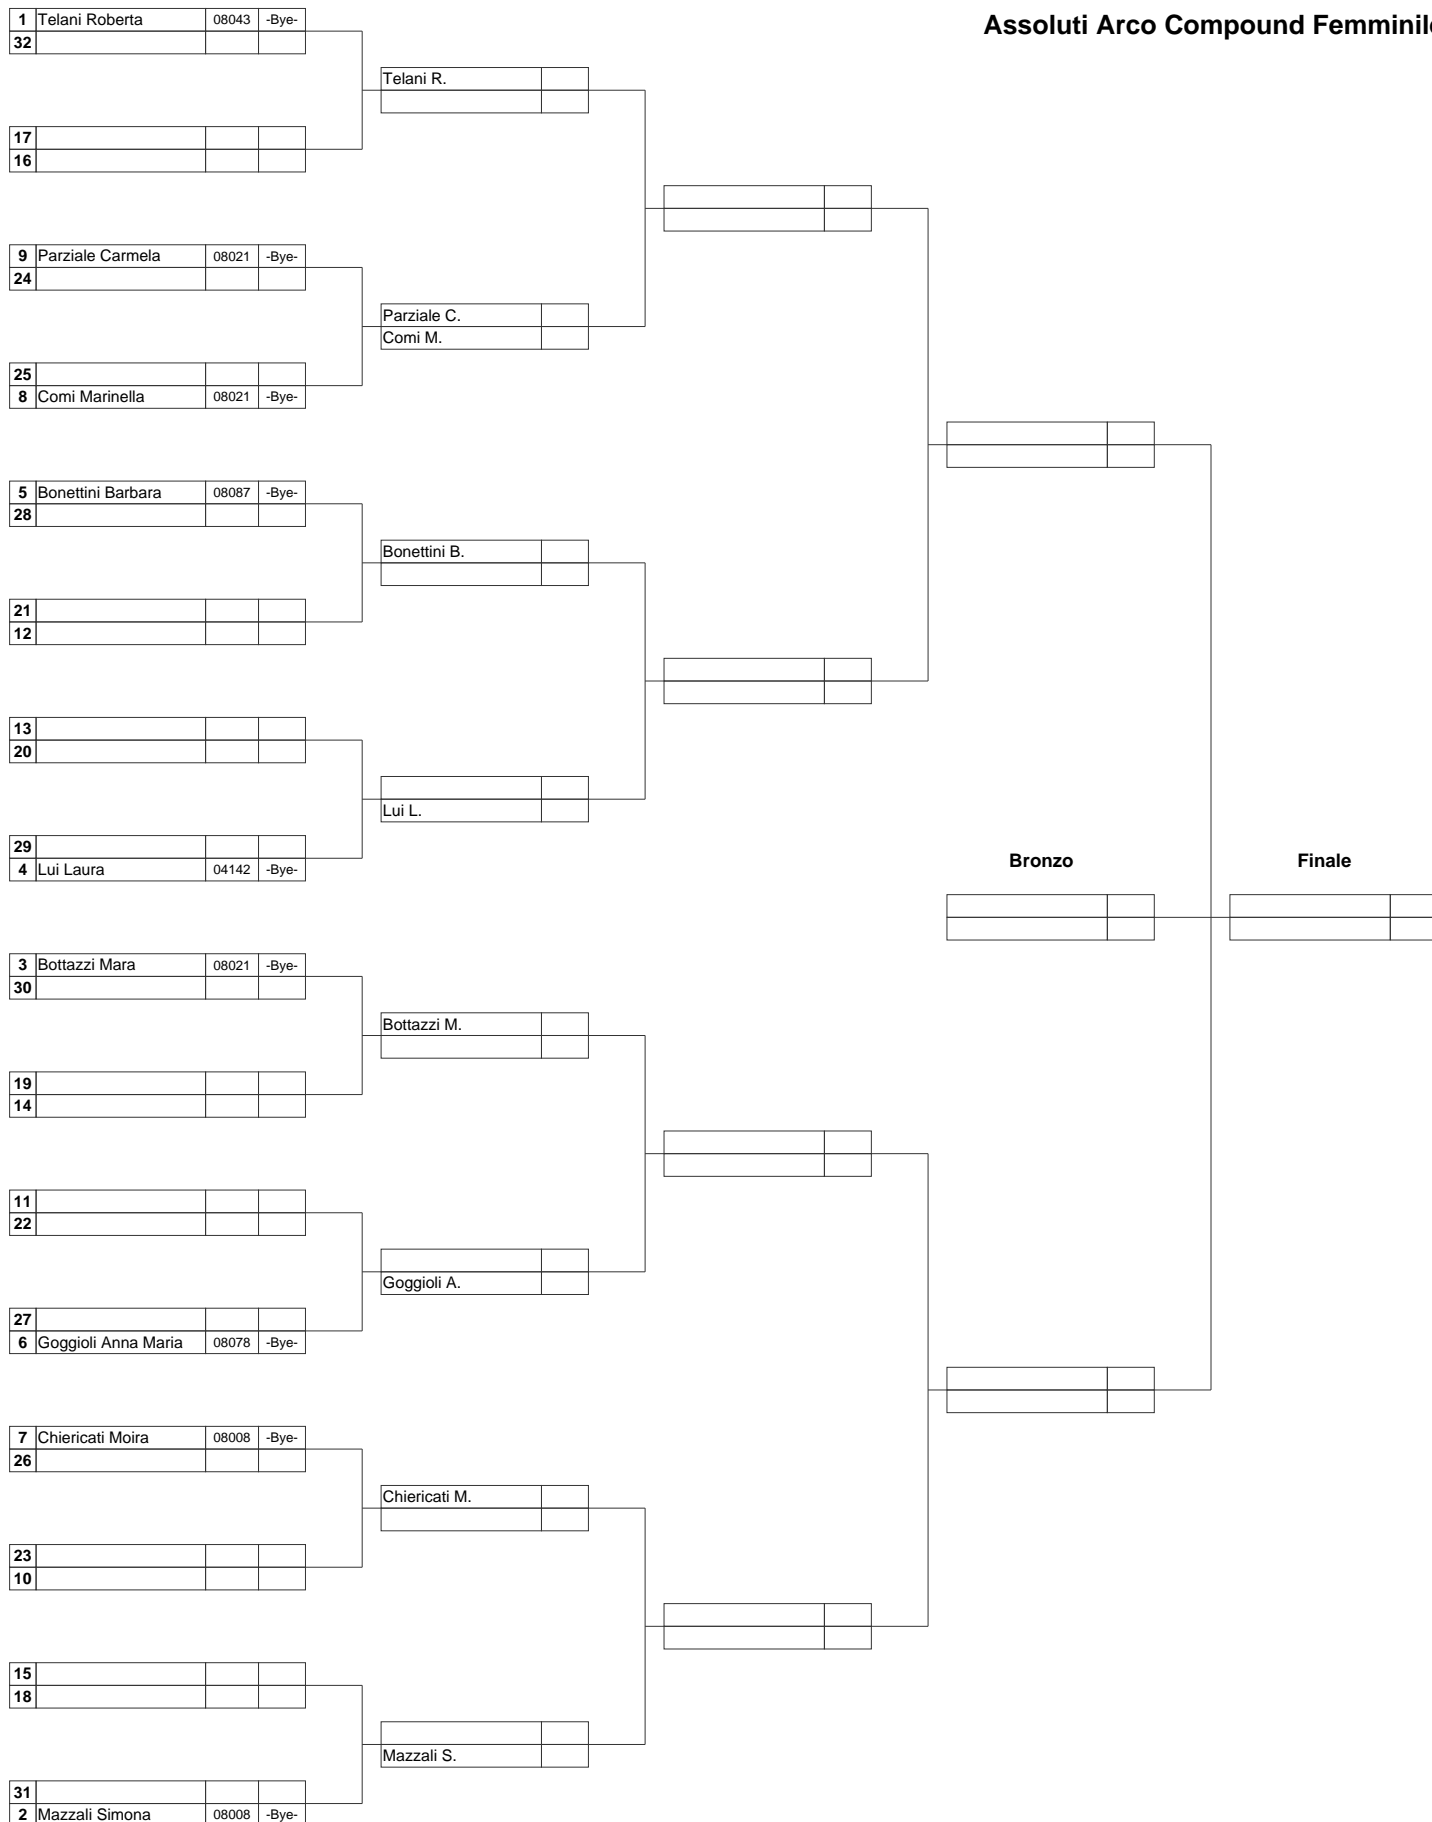 Assoluti Arco Compound Femminile
1 Telani Roberta 08043 -Bye-
32
Telani R.
17
16
9 Parziale Carmela 08021 -Bye-
24
Parziale C.
Comi M.
25
8 Comi Marinella 08021 -Bye-
5 Bonettini Barbara 08087 -Bye-
28
Bonettini B.
21
12
13
20
Lui L.
29
4 Lui Laura 04142 -Bye-
Bronzo
Finale
3 Bottazzi Mara 08021 -Bye-
30
Bottazzi M.
19
14
11
22
Goggioli A.
27
6 Goggioli Anna Maria 08078 -Bye-
7 Chiericati Moira 08008 -Bye-
26
Chiericati M.
23
10
15
18
Mazzali S.
31
2 Mazzali Simona 08008 -Bye-